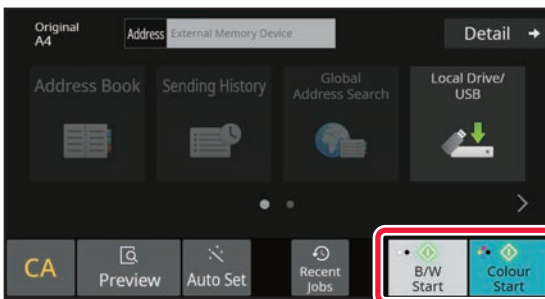 Original
A4
Address External Memory Device
Detail
Address Book
Sending History
Global
Address Search
Local Drive/
USB
CA
Preview
Auto Set
Recent
Jobs
B/W
Start
Colour
Start